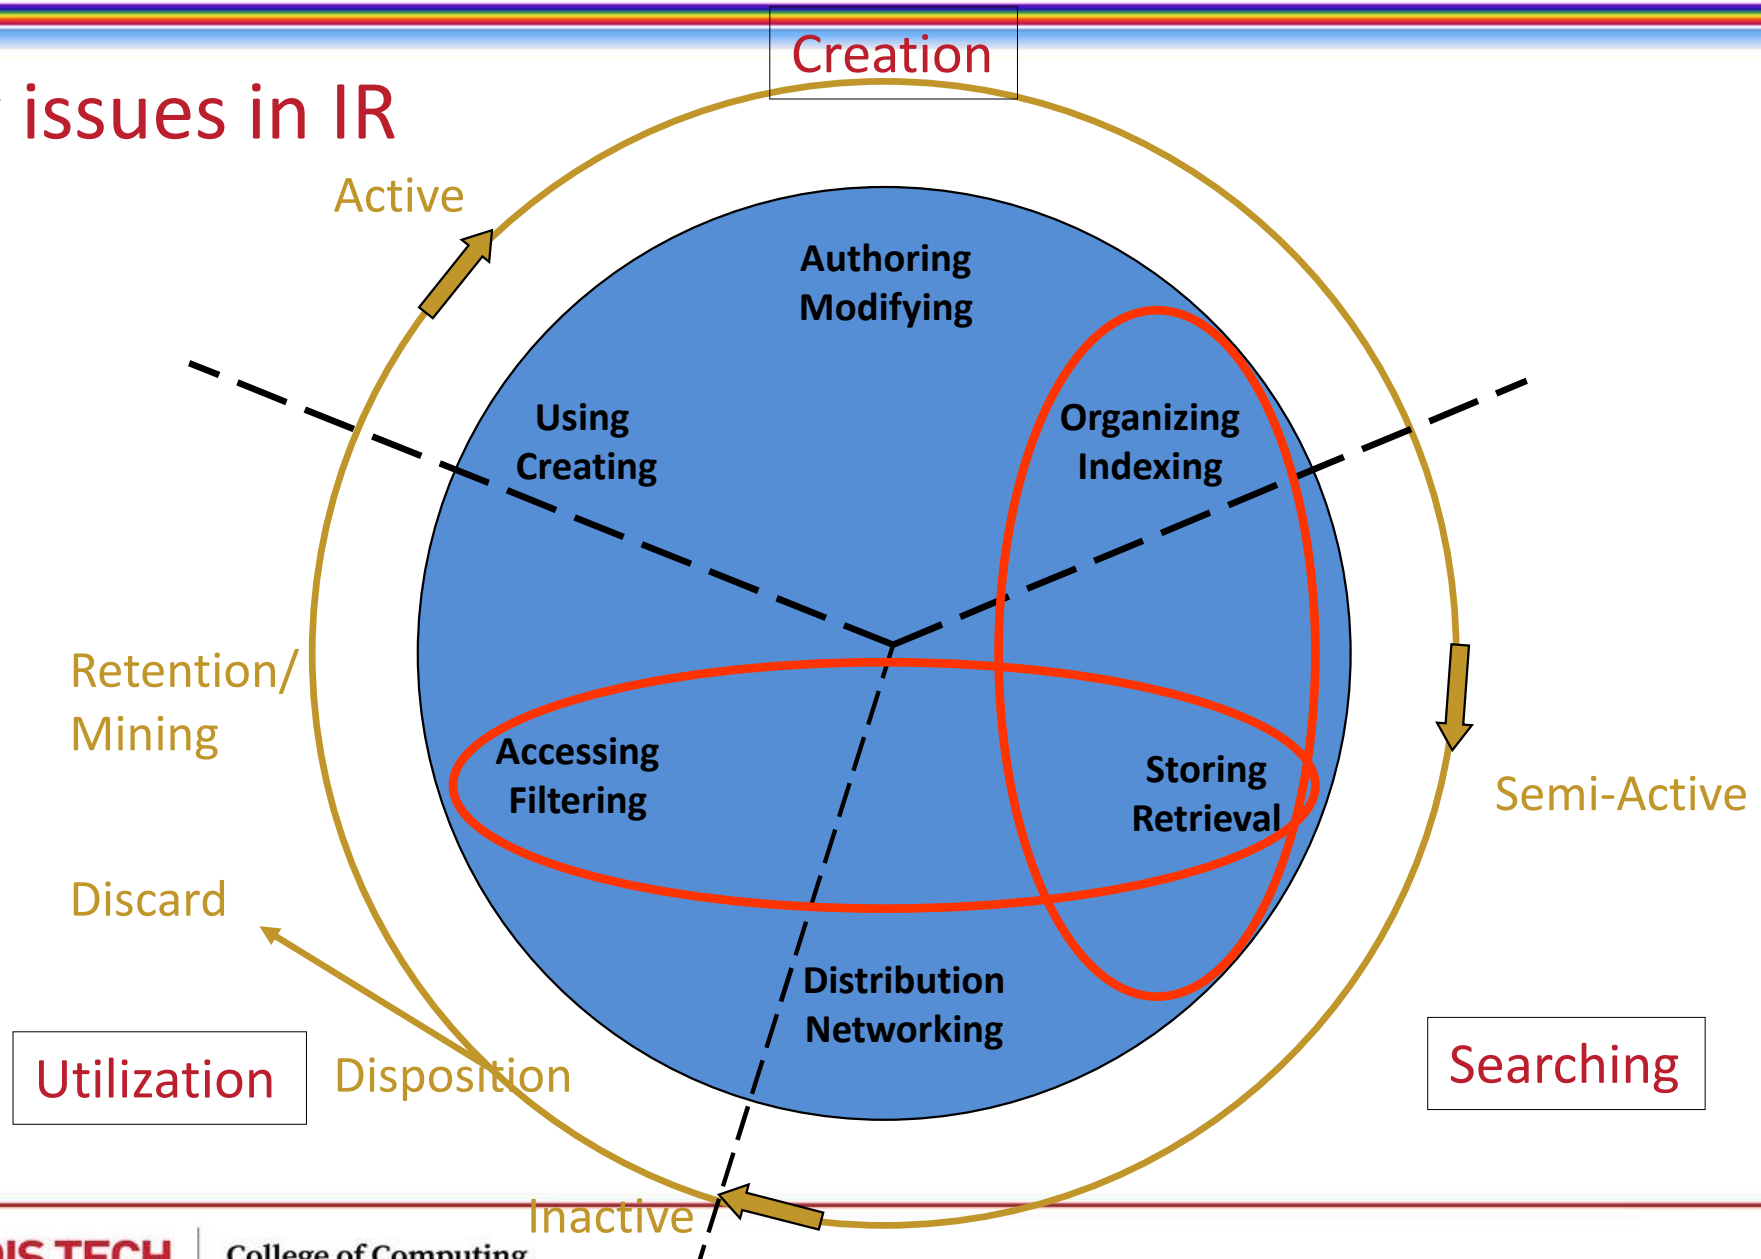 Creation
issues in IR
Active
Authoring
Modifying
Using
Creating
Organizing
Indexing
Retention/
Mining
Accessing
Filtering
Storing
Retrieval
Semi-Active
Discard
Distribution
Networking
Utilization
Disposition
Searching
Inactive
TECH
College of Computing